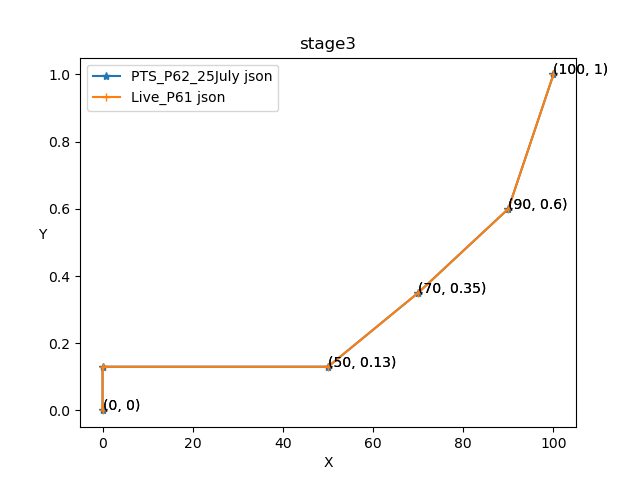 stage3
PTS_P62_25July json
Live_P61 json
(100, 1)
(90, 0.6)
(70, 0.35)
(50, 0.13)
(0, 0)
1.0
0.8
0.6
0.4
0.2
0.0
Y
0 20 40 60 80 100
X